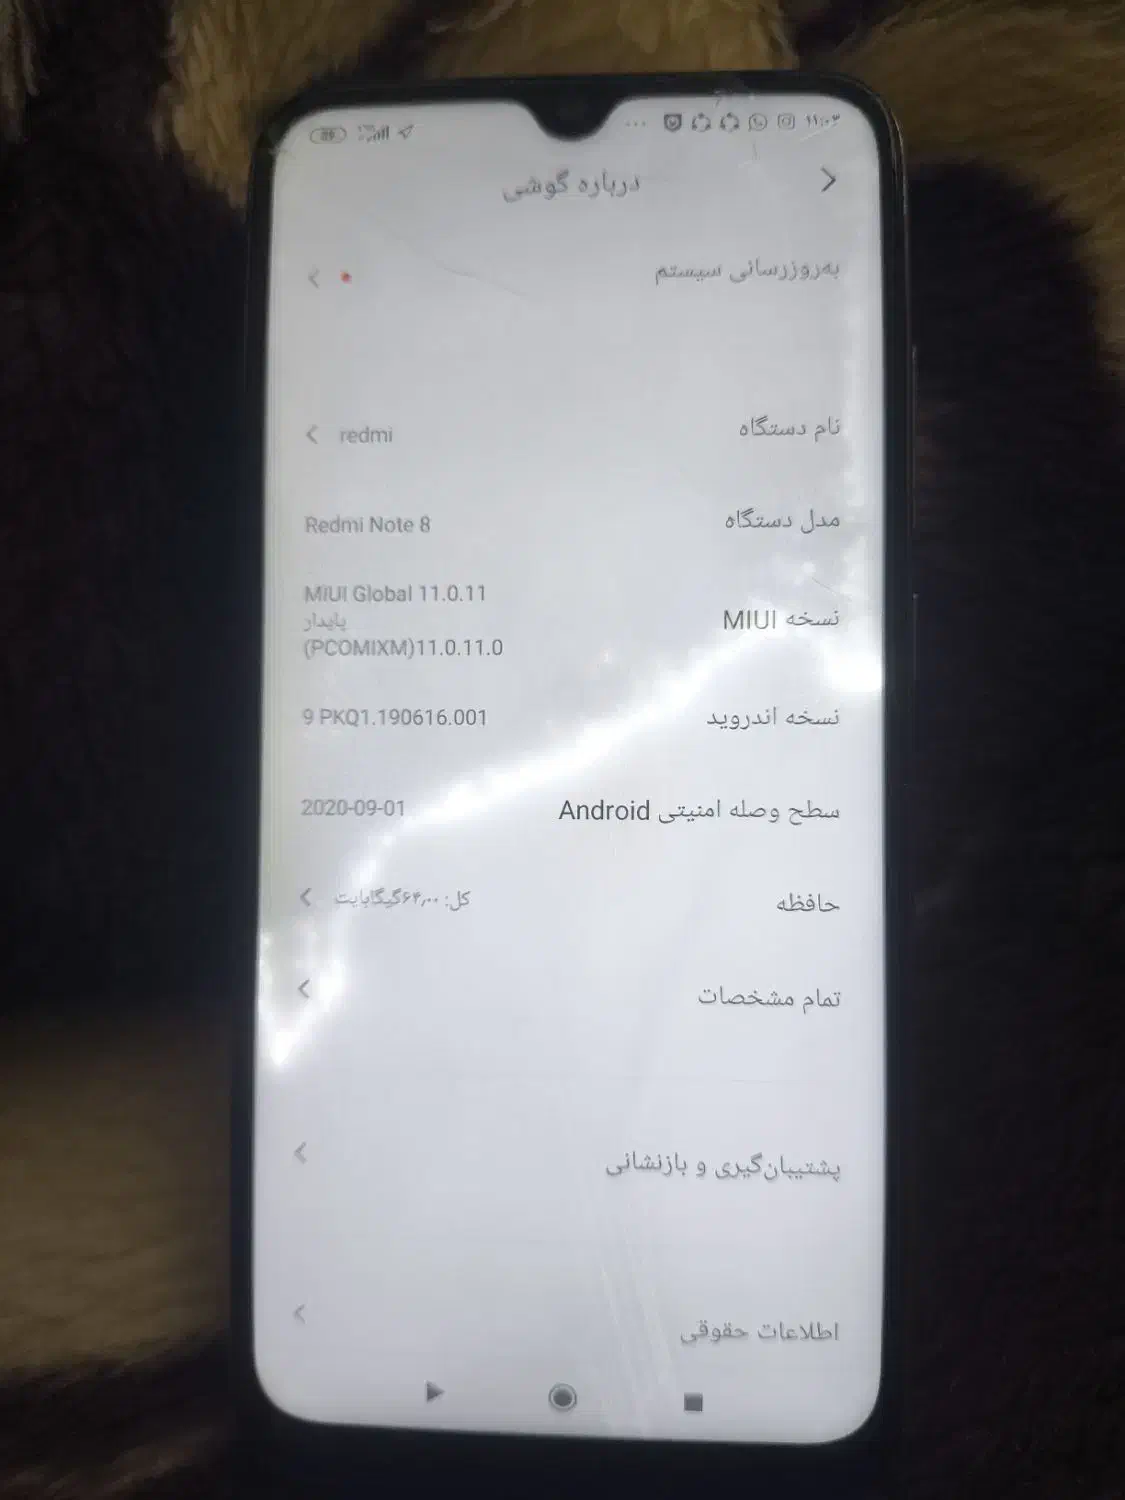 ۱۱:۰۳
درباره گوشی
به‌روزرسانی سیستم
نام دستگاه redmi
مدل دستگاه Redmi Note 8
نسخه MIUI MIUI Global 11.0.11
پایدار
(PCOMIXM)11.0.11.0
نسخه اندروید 9 PKQ1.190616.001
سطح وصله امنیتی Android 2020-09-01
حافظه کل: ۶۴٫۰۰گیگابایت
تمام مشخصات
پشتیبان‌گیری و بازنشانی
اطلاعات حقوقی